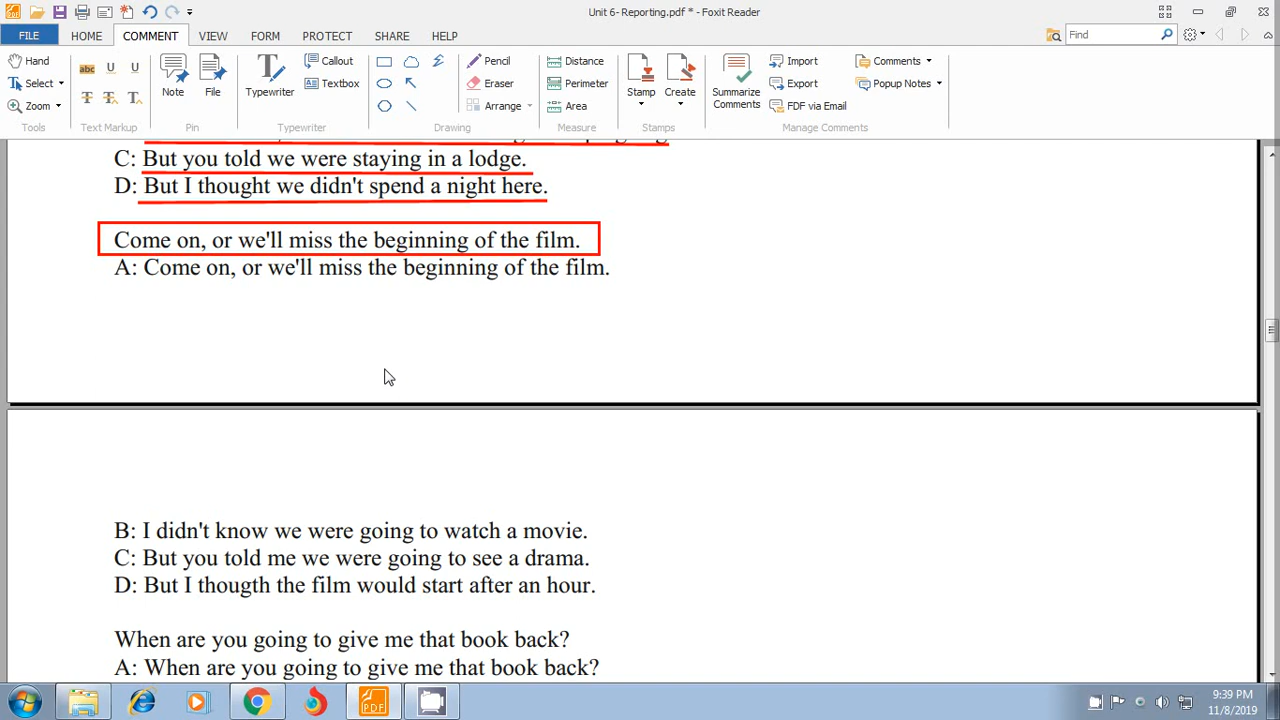 Unit 6- Reporting.pdf * - Foxit Reader
FILE HOME COMMENT VIEW FORM PROTECT SHARE HELP
Find
Hand
Select
Zoom
Tools
abc U U
T T T
Text Markup
Note
File
Pin
Typewriter
Callout
Textbox
Typewriter
Pencil
Eraser
Arrange
Drawing
Distance
Perimeter
Area
Measure
Stamp
Create
Stamps
Summarize
Comments
Import
Export
FDF via Email
Comments
Popup Notes
Manage Comments
C: But you told we were staying in a lodge.
D: But I thought we didn't spend a night here.
Come on, or we'll miss the beginning of the film.
A: Come on, or we'll miss the beginning of the film.
B: I didn't know we were going to watch a movie.
C: But you told me we were going to see a drama.
D: But I thougth the film would start after an hour.
When are you going to give me that book back?
A: When are you going to give me that book back?
PDF
9:39 PM
11/8/2019